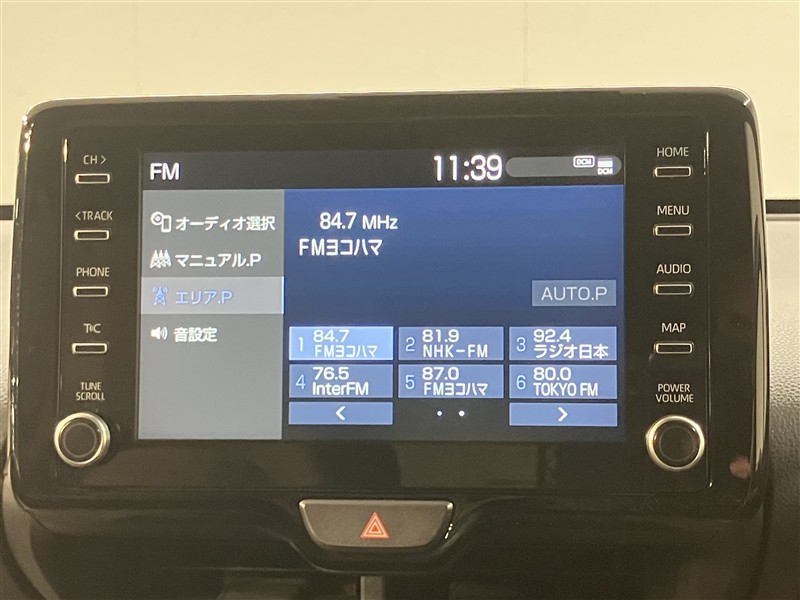 CH >
< TRACK
PHONE
T@C
TUNE
SCROLL
FM
11:39
DCM
DCM
オーディオ選択
マニュアル.P
エリア.P
音設定
84.7 MHz
FMヨコハマ
AUTO.P
1 84.7
FMヨコハマ
2 81.9
NHK-FM
3 92.4
ラジオ日本
4 76.5
InterFM
5 87.0
FMヨコハマ
6 80.0
TOKYO FM
<
>
HOME
MENU
AUDIO
MAP
POWER
VOLUME